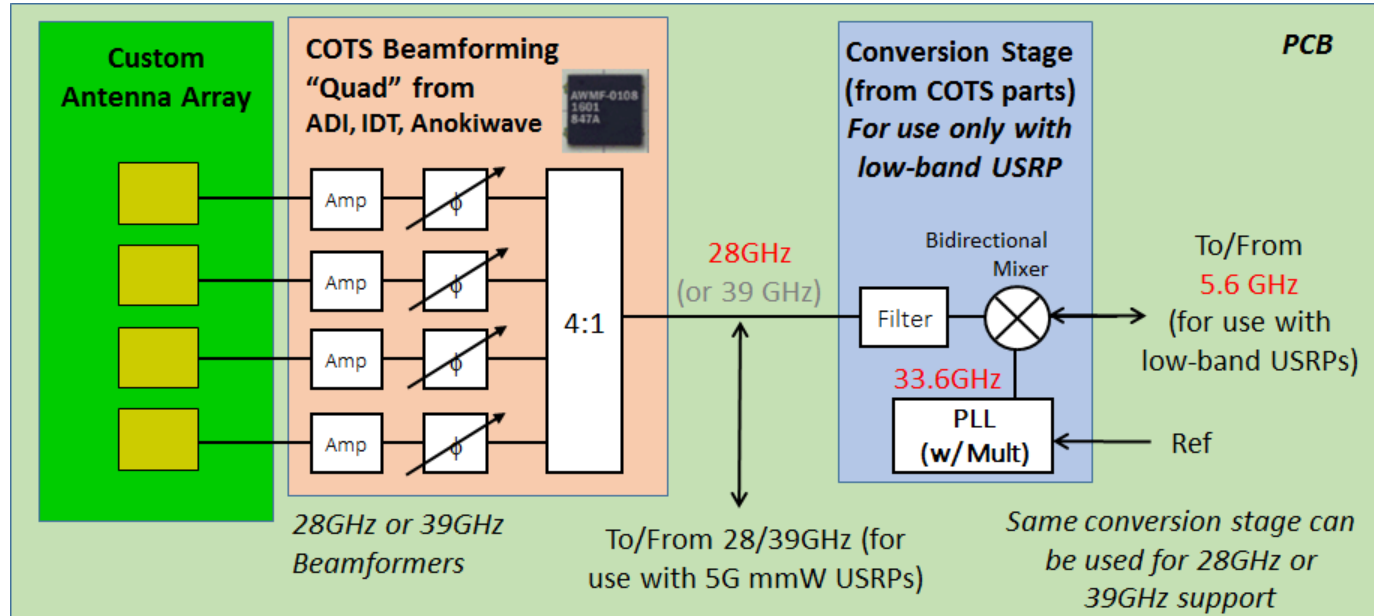 Custom
Antenna Array
COTS Beamforming
“Quad” from
ADI, IDT, Anokiwave
AWMF-0108
1601
847A
Amp
ϕ
Amp
ϕ
Amp
ϕ
Amp
ϕ
4:1
28GHz or 39GHz
Beamformers
28GHz
(or 39 GHz)
To/From 28/39GHz (for
use with 5G mmW USRPs)
Conversion Stage
(from COTS parts)
For use only with
low-band USRP
Bidirectional
Mixer
Filter
33.6GHz
PLL
(w/ Mult)
PCB
To/From
5.6 GHz
(for use with
low-band USRPs)
Ref
Same conversion stage can
be used for 28GHz or
39GHz support